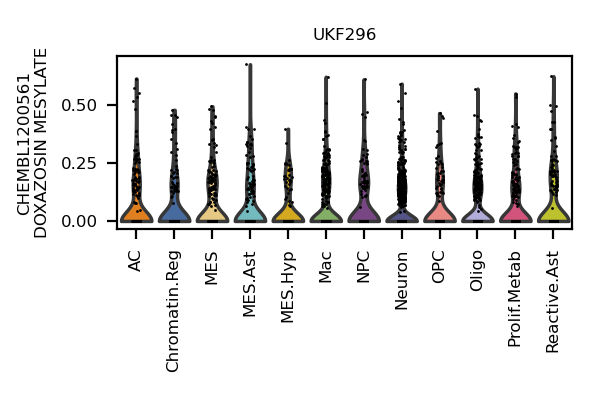 UKF296
CHEMBL1200561
DOXAZOSIN MESYLATE
0.50
0.25
0.00
AC
Chromatin.Reg
MES
MES.Ast
MES.Hyp
Mac
NPC
Neuron
OPC
Oligo
Prolif.Metab
Reactive.Ast